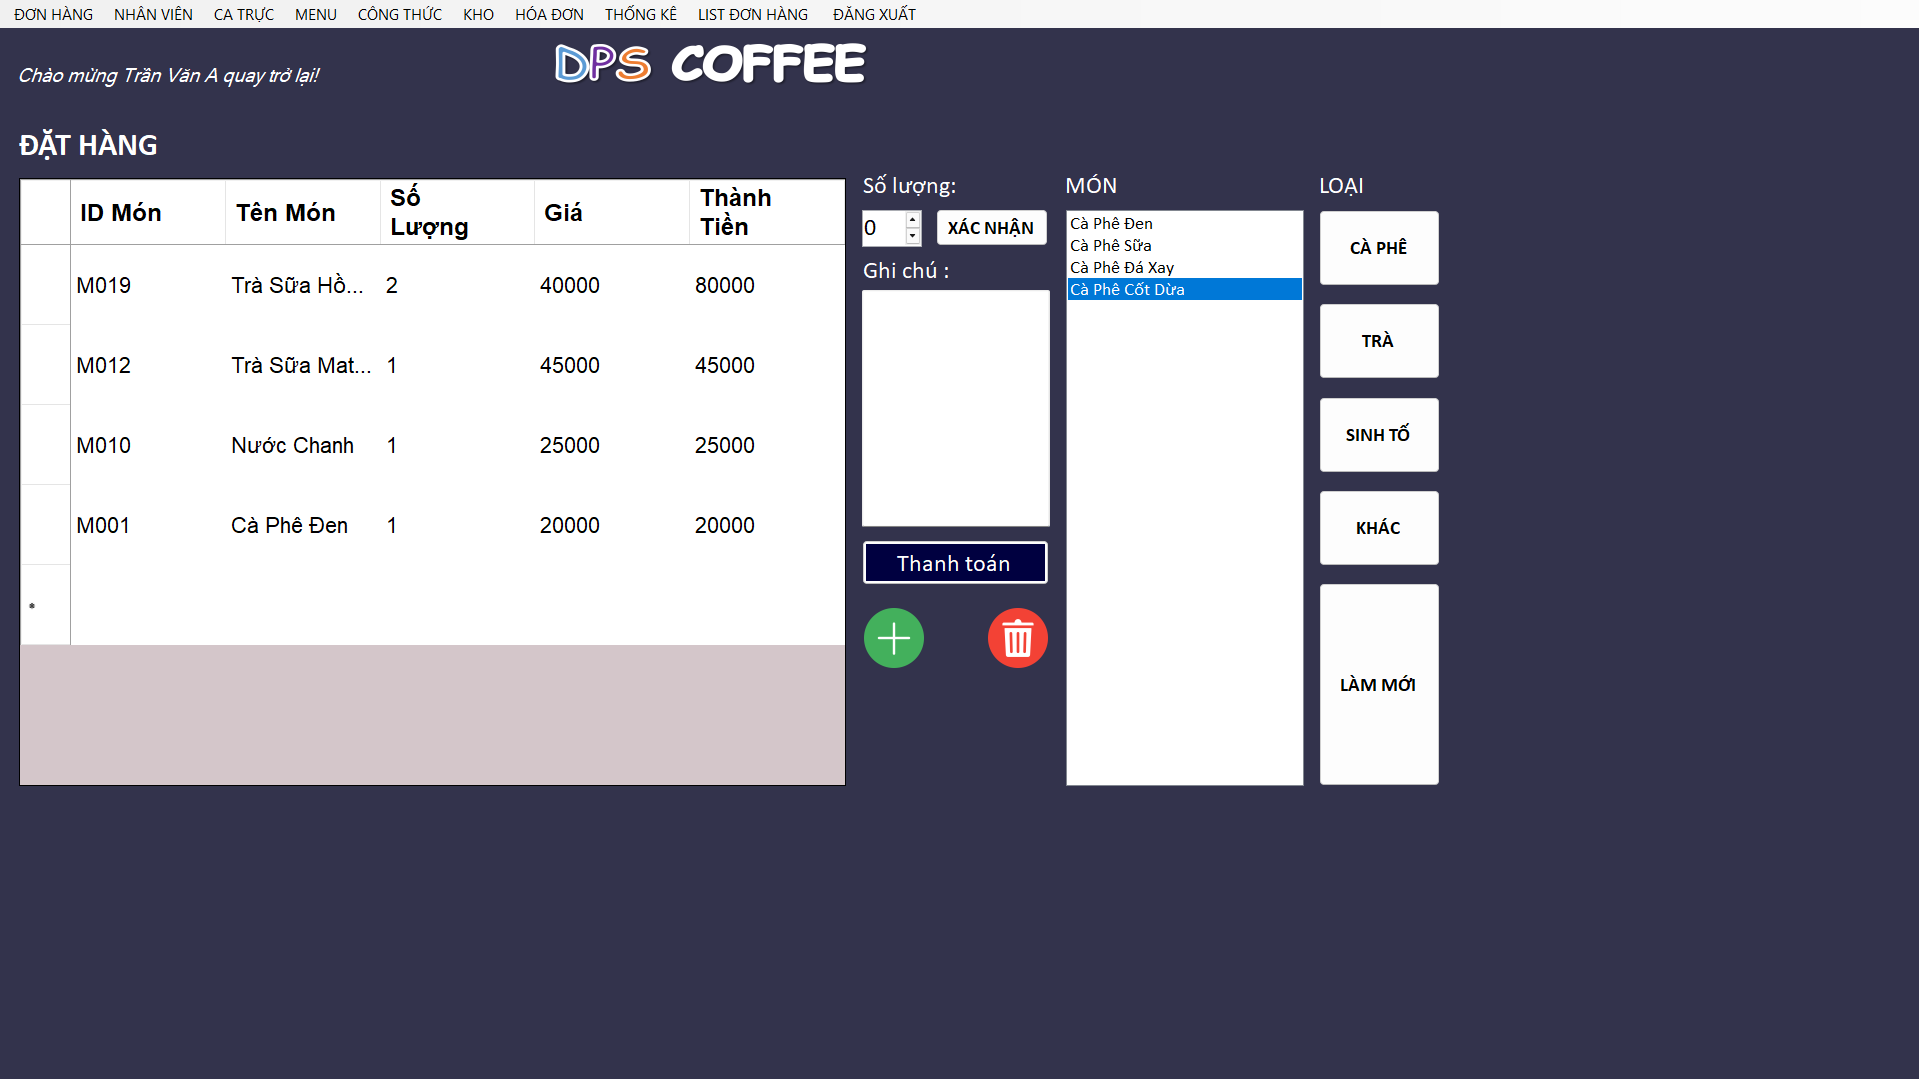 ĐƠN HÀNG NHÂN VIÊN CA TRỰC MENU CÔNG THỨC KHO HÓA ĐƠN THỐNG KÊ LIST ĐƠN HÀNG ĐĂNG XUẤT
DPS COFFEE
Chào mừng Trần Văn A quay trở lại!
ĐẶT HÀNG
ID Món Tên Món Số Lượng Giá Thành Tiền
M019 Trà Sữa Hồ... 2 40000 80000
M012 Trà Sữa Mat... 1 45000 45000
M010 Nước Chanh 1 25000 25000
M001 Cà Phê Đen 1 20000 20000
*
Số lượng:
0 XÁC NHẬN
Ghi chú :
Thanh toán
MÓN
Cà Phê Đen
Cà Phê Sữa
Cà Phê Đá Xay
Cà Phê Cốt Dừa
LOẠI
CÀ PHÊ
TRÀ
SINH TỐ
KHÁC
LÀM MỚI